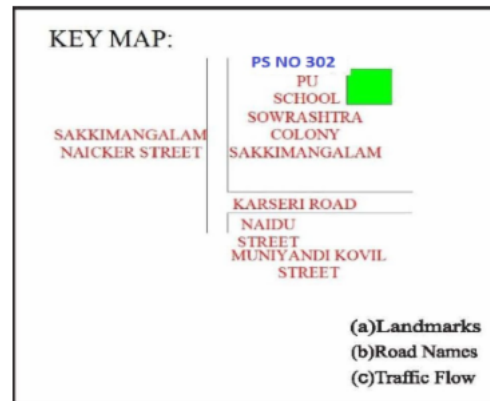 KEY MAP:
PS NO 302
PU
SCHOOL
SOWRASHTRA
COLONY
SAKKIMANGALAM
SAKKIMANGALAM
NAICKER STREET
KARSERI ROAD
NAIDU
STREET
MUNIYANDI KOVIL
STREET
(a)Landmarks
(b)Road Names
(c)Traffic Flow